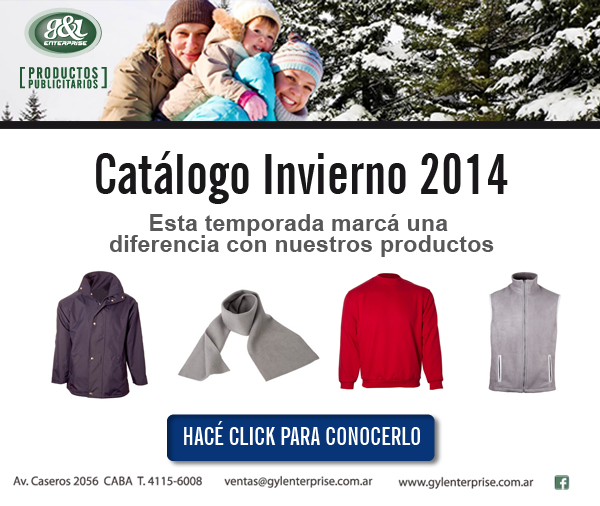 g&l
ENTERPRISE
[PRODUCTOS
PUBLICITARIOS]
Catálogo Invierno 2014
Esta temporada marcá una
diferencia con nuestros productos
HACÉ CLICK PARA CONOCERLO
Av. Caseros 2056 CABA T. 4115-6008 ventas@gylenterprise.com.ar www.gylenterprise.com.ar f